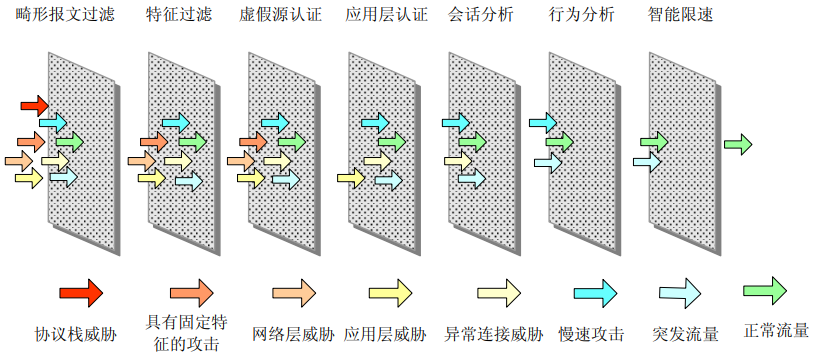 畸形报文过滤
特征过滤
虚假源认证
应用层认证
会话分析
行为分析
智能限速
协议栈威胁
具有固定特
征的攻击
网络层威胁
应用层威胁
异常连接威胁
慢速攻击
突发流量
正常流量